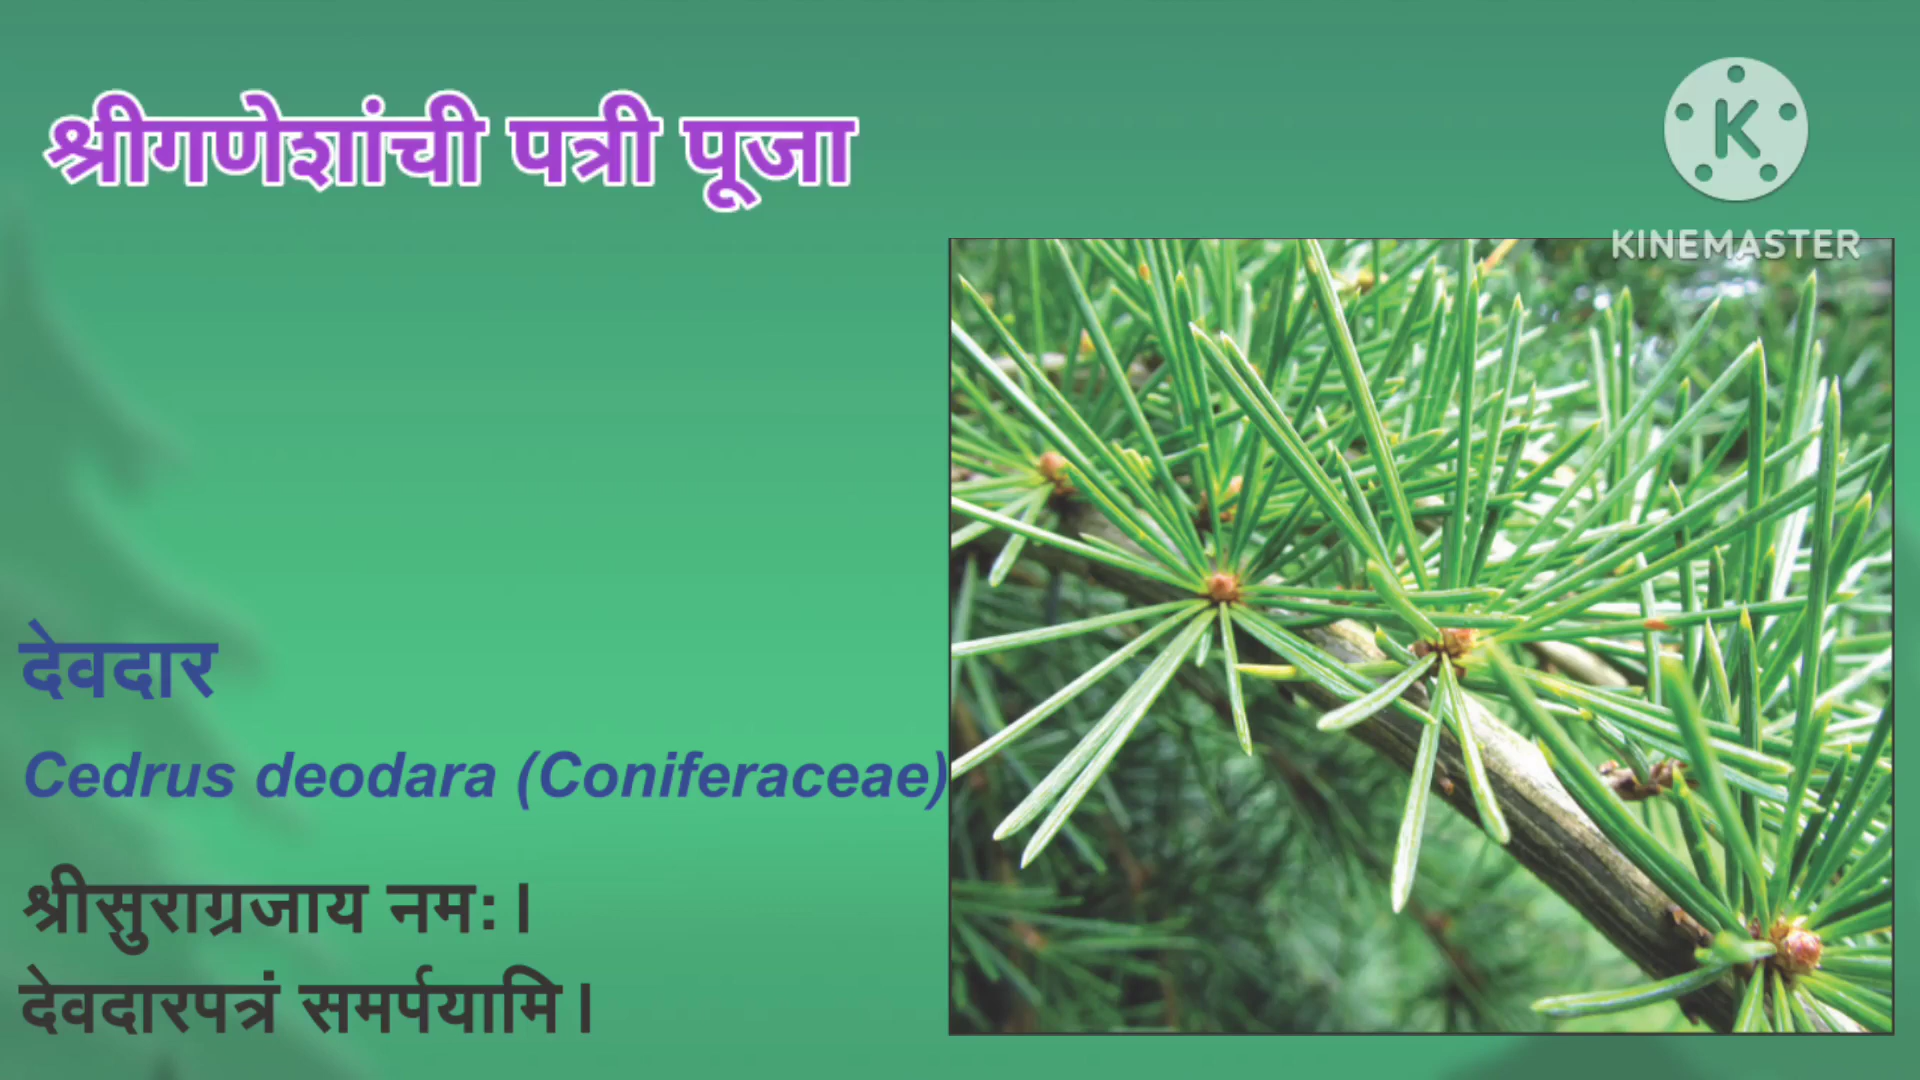 श्रीगणेशांची पत्री पूजा
K
KINEMASTER
देवदार
Cedrus deodara (Coniferaceae)
श्रीसुराग्रजाय नमः।
देवदारपत्रं समर्पयामि।